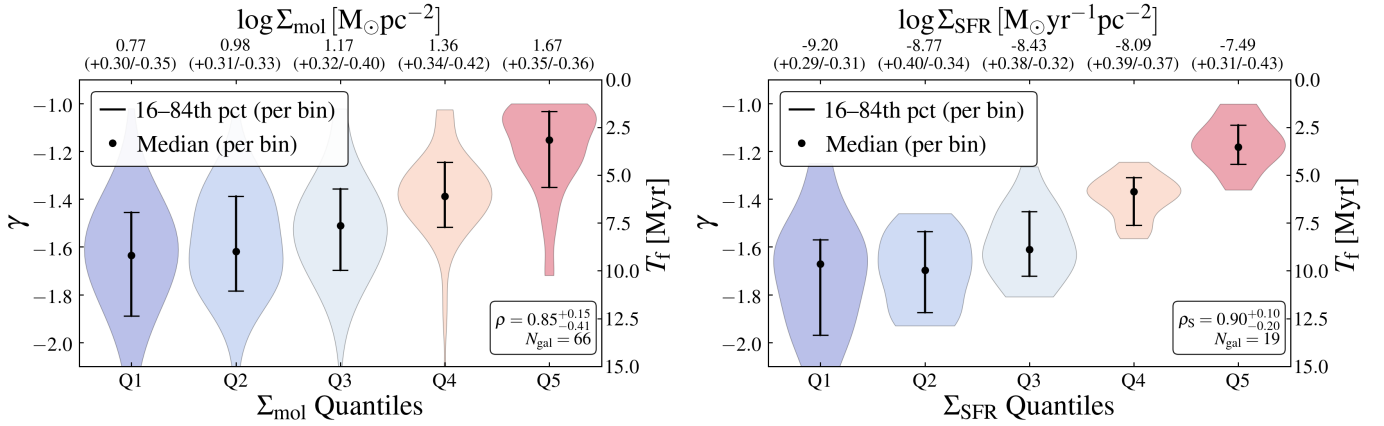 log Σmol [M⊙pc⁻²]
0.77 0.98 1.17 1.36 1.67
(+0.30/-0.35) (+0.31/-0.33) (+0.32/-0.40) (+0.34/-0.42) (+0.35/-0.36)
16–84th pct (per bin)
Median (per bin)
γ
−1.0
−1.2
−1.4
−1.6
−1.8
−2.0
0.0
2.5
5.0
7.5
10.0
12.5
15.0
Tf [Myr]
ρ = 0.85+0.15−0.41
Ngal = 66
Q1 Q2 Q3 Q4 Q5
Σmol Quantiles
log ΣSFR [M⊙yr⁻¹pc⁻²]
-9.20 -8.77 -8.43 -8.09 -7.49
(+0.29/-0.31) (+0.40/-0.34) (+0.38/-0.32) (+0.39/-0.37) (+0.31/-0.43)
16–84th pct (per bin)
Median (per bin)
γ
−1.0
−1.2
−1.4
−1.6
−1.8
−2.0
0.0
2.5
5.0
7.5
10.0
12.5
15.0
Tf [Myr]
ρS = 0.90+0.10−0.20
Ngal = 19
Q1 Q2 Q3 Q4 Q5
ΣSFR Quantiles